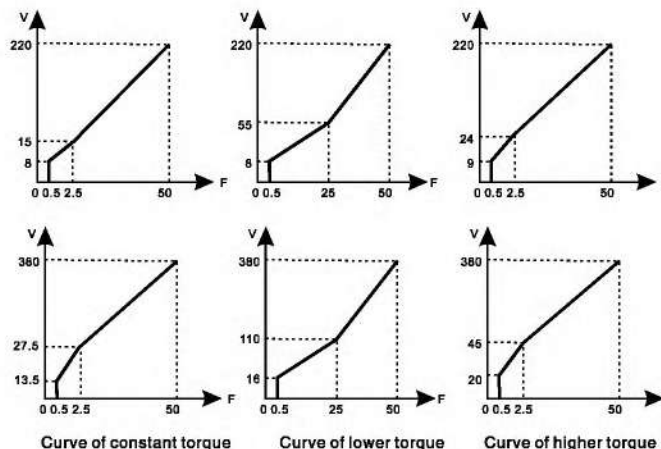 V V V
220 220 220
15 55 24
8 8 9
0 0.5 2.5 50 F 0 0.5 25 50 F 0 0.5 2.5 50 F
V V V
380 380 380
27.5 110 45
13.5 16 20
0 0.5 2.5 50 F 0 0.5 25 50 F 0 0.5 2.5 50 F
Curve of constant torque Curve of lower torque Curve of higher torque